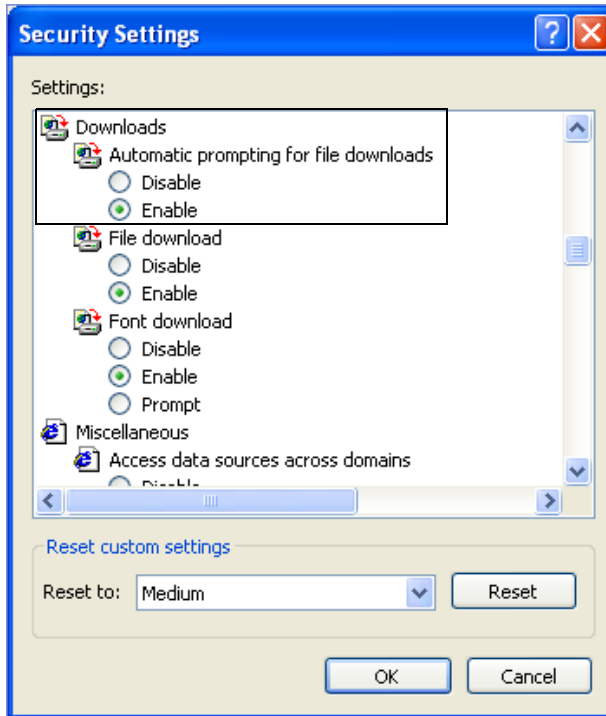 Security Settings
Settings:
Downloads
Automatic prompting for file downloads
Disable
Enable
File download
Disable
Enable
Font download
Disable
Enable
Prompt
Miscellaneous
Access data sources across domains
Disable
Reset custom settings
Reset to: Medium Reset
OK Cancel